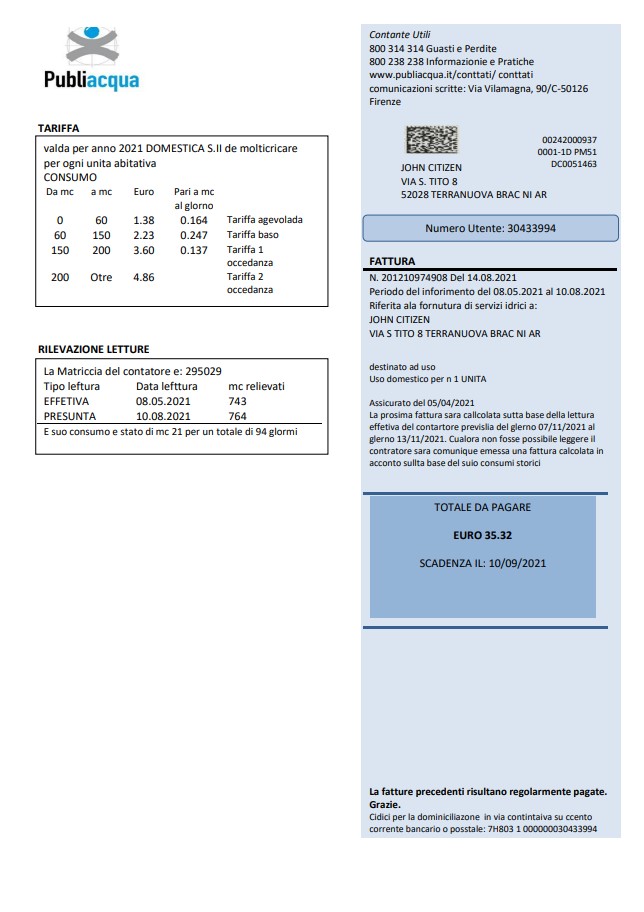 Publiacqua
TARIFFA
valda per anno 2021 DOMESTICA S.II de molticricare
per ogni unita abitativa
CONSUMO
Da mc a mc Euro Pari a mc
al glorno
0 60 1.38 0.164 Tariffa agevolada
60 150 2.23 0.247 Tariffa baso
150 200 3.60 0.137 Tariffa 1
occedanza
200 Otre 4.86 Tariffa 2
occedanza
RILEVAZIONE LETTURE
La Matriccia del contatore e: 295029
Tipo leftura Data lefttura mc relievati
EFFETIVA 08.05.2021 743
PRESUNTA 10.08.2021 764
E suo consumo e stato di mc 21 per un totale di 94 glormi
Contante Utili
800 314 314 Guasti e Perdite
800 238 238 Informazionie e Pratiche
www.publiacqua.it/conttati/ conttati
comunicazioni scritte: Via Vilamagna, 90/C-50126
Firenze
00242000937
0001-1D PM51
DC0051463
JOHN CITIZEN
VIA S. TITO 8
52028 TERRANUOVA BRAC NI AR
Numero Utente: 30433994
FATTURA
N. 201210974908 Del 14.08.2021
Periodo del inforimento del 08.05.2021 al 10.08.2021
Riferita ala fornutura di servizi idrici a:
JOHN CITIZEN
VIA S TITO 8 TERRANUOVA BRAC NI AR
destinato ad uso
Uso domestico per n 1 UNITA
Assicurato del 05/04/2021
La prosima fattura sara callcolata sutta base della lettura
effetiva del contartore previslia del glerno 07/11/2021 al
glerno 13/11/2021. Cualora non fosse possibile leggere il
contratore sara comunique emessa una fattura calcolata in
acconto sullta base del suio consumi storici
TOTALE DA PAGARE
EURO 35.32
SCADENZA IL: 10/09/2021
La fatture precedenti risultano regolarmente pagate.
Grazie.
Cidici per la dominiciliazone in via contintaiva su ccento
corrente bancario o posstale: 7H803 1 000000030433994